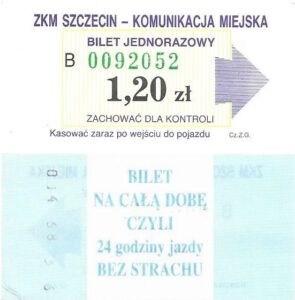 ZKM SZCZECIN – KOMUNIKACJA MIEJSKA
BILET JEDNORAZOWY
B 0092052
1,20 zł
ZACHOWAĆ DLA KONTROLI
Kasować zaraz po wejściu do pojazdu
Cz.Z.G.
BILET
NA CAŁĄ DOBĘ
CZYLI
24 godziny jazdy
BEZ STRACHU